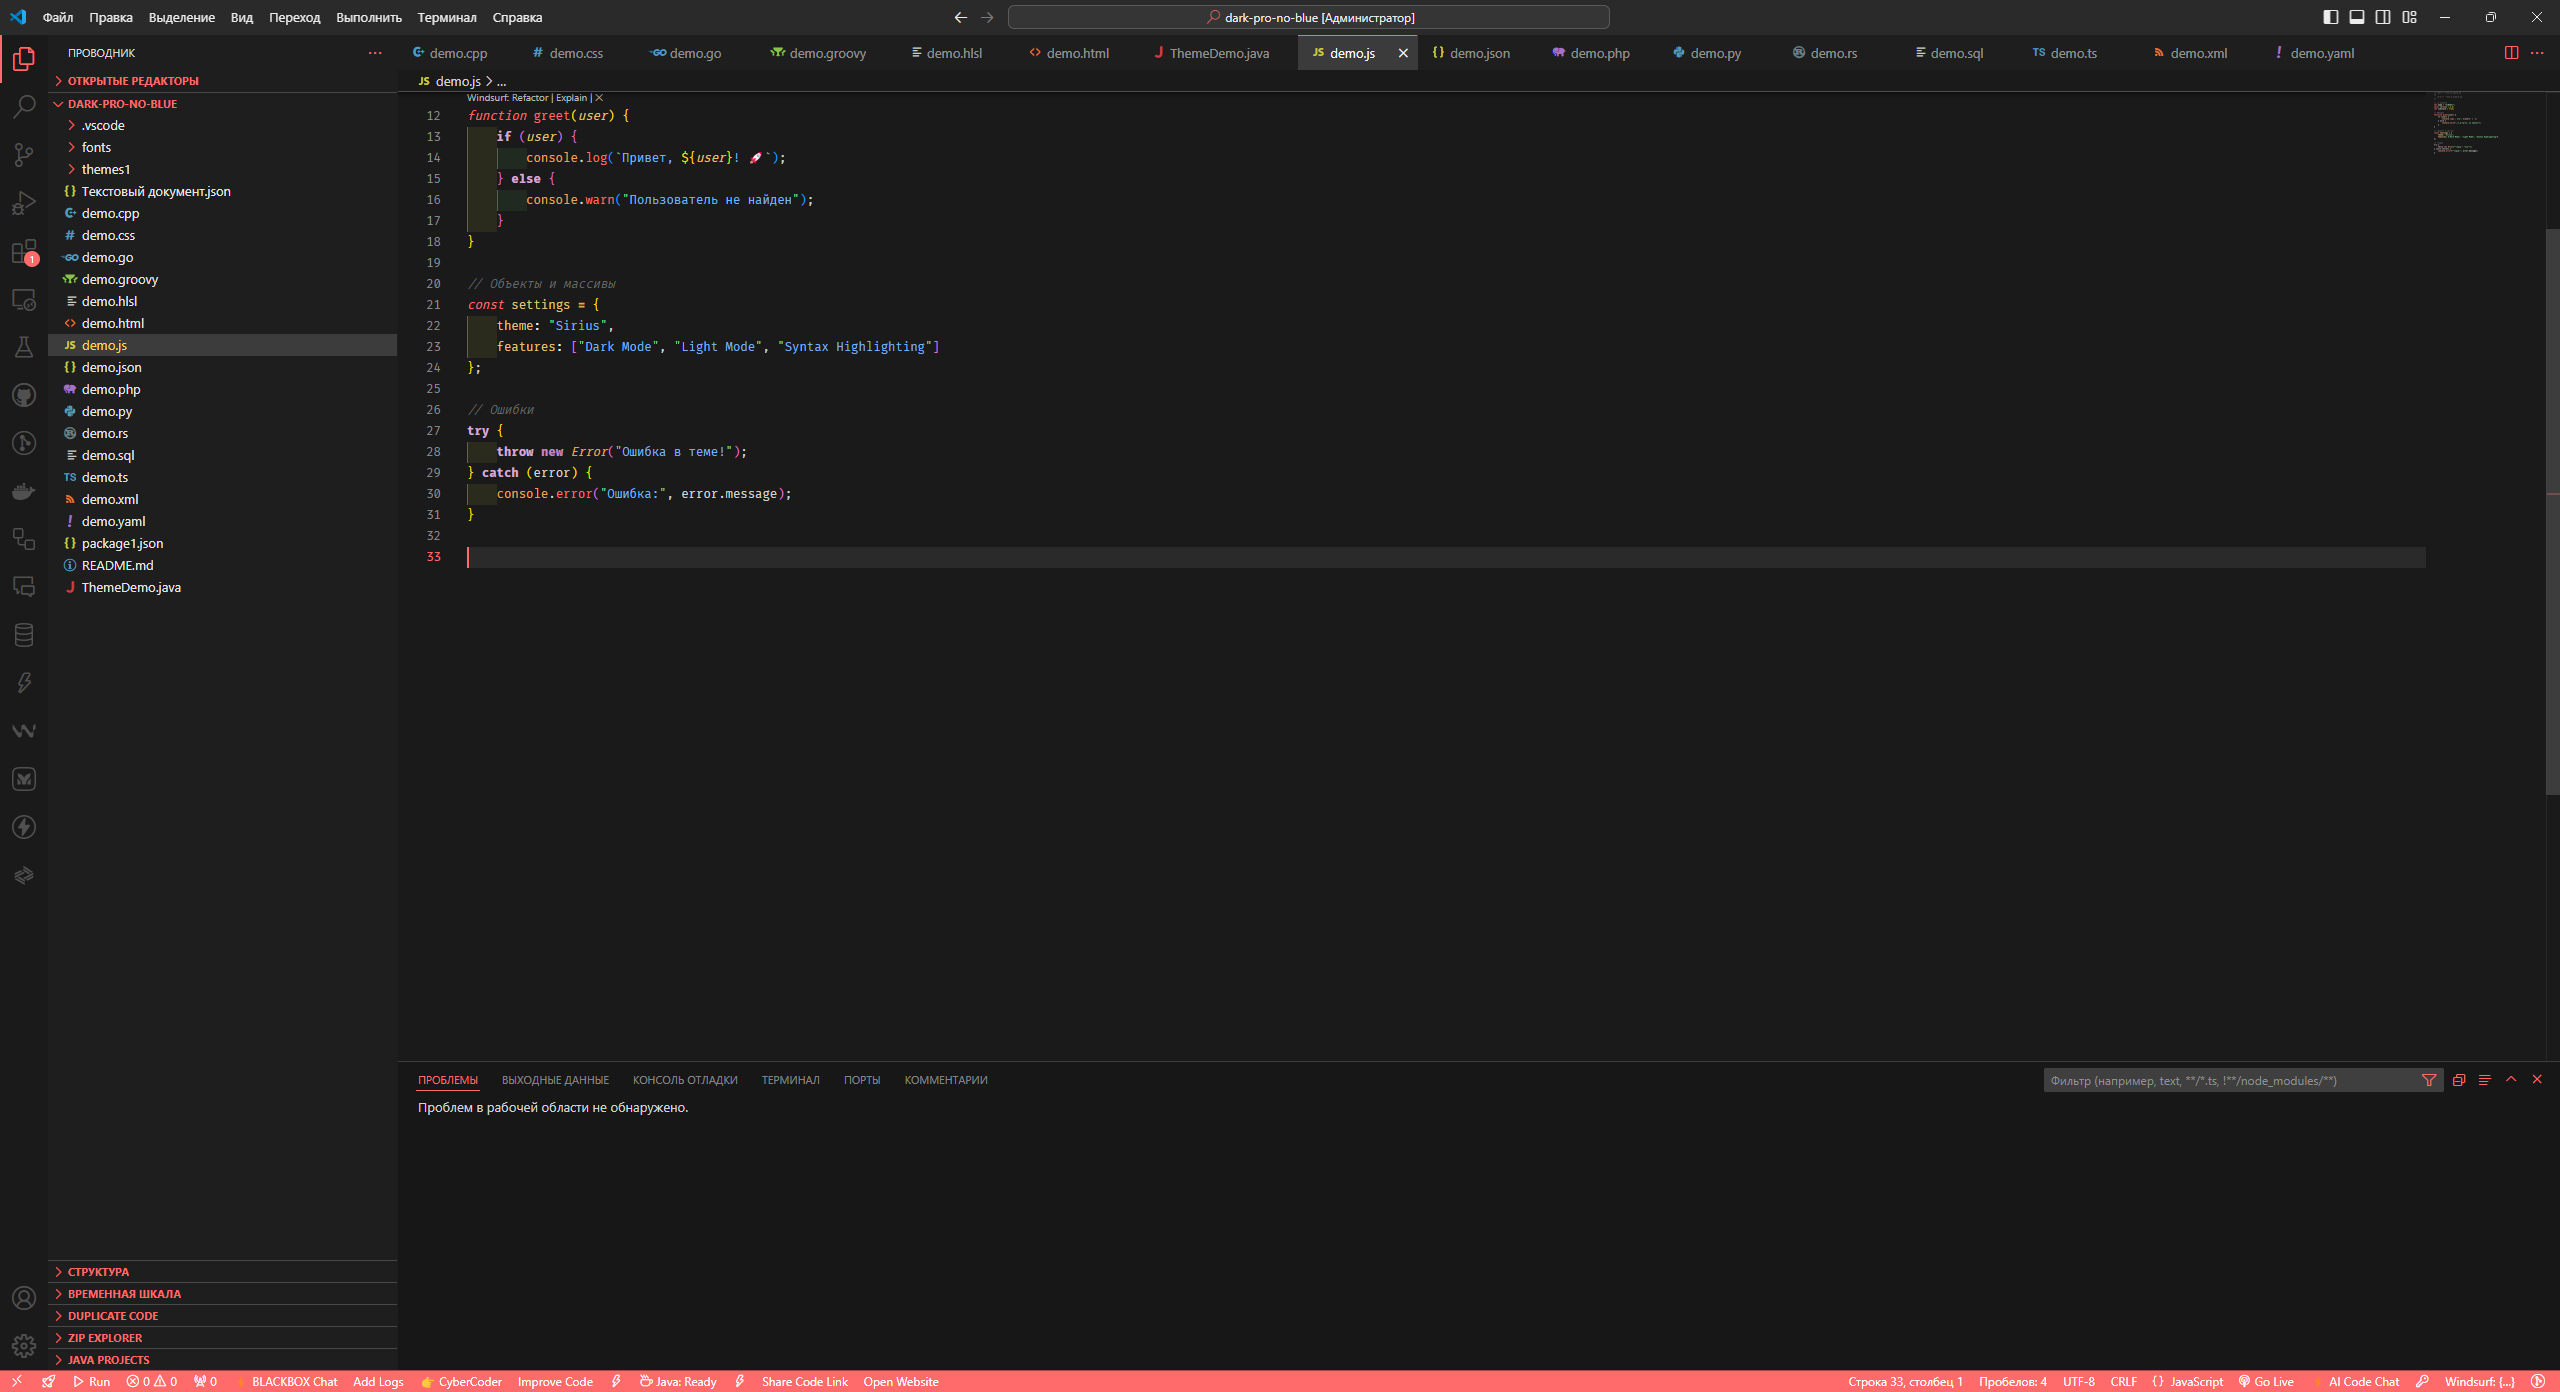 Файл Правка Выделение Вид Переход Выполнить Терминал Справка
dark-pro-no-blue [Администратор]
ПРОВОДНИК
ОТКРЫТЫЕ РЕДАКТОРЫ
DARK-PRO-NO-BLUE
.vscode
fonts
themes1
{} Текстовый документ.json
demo.cpp
# demo.css
GO demo.go
demo.groovy
demo.hlsl
<> demo.html
JS demo.js
{} demo.json
demo.php
demo.py
demo.rs
demo.sql
TS demo.ts
demo.xml
! demo.yaml
{} package1.json
README.md
J ThemeDemo.java
СТРУКТУРА
ВРЕМЕННАЯ ШКАЛА
DUPLICATE CODE
ZIP EXPLORER
JAVA PROJECTS
1
demo.cpp # demo.css GO demo.go demo.groovy demo.hlsl <> demo.html J ThemeDemo.java JS demo.js {} demo.json demo.php demo.py demo.rs demo.sql TS demo.ts demo.xml ! demo.yaml
JS demo.js > ...
Windsurf: Refactor | Explain | X
12 function greet(user) {
13 if (user) {
14 console.log(`Привет, ${user}! 🚀`);
15 } else {
16 console.warn("Пользователь не найден");
17 }
18 }
19
20 // Объекты и массивы
21 const settings = {
22 theme: "Sirius",
23 features: ["Dark Mode", "Light Mode", "Syntax Highlighting"]
24 };
25
26 // Ошибки
27 try {
28 throw new Error("Ошибка в теме!");
29 } catch (error) {
30 console.error("Ошибка:", error.message);
31 }
32
33
ПРОБЛЕМЫ ВЫХОДНЫЕ ДАННЫЕ КОНСОЛЬ ОТЛАДКИ ТЕРМИНАЛ ПОРТЫ КОММЕНТАРИИ
Фильтр (например, text, **/*.ts, !**/node_modules/**)
Проблем в рабочей области не обнаружено.
Run 0 0 0 BLACKBOX Chat Add Logs 👉 CyberCoder Improve Code Java: Ready Share Code Link Open Website
Строка 33, столбец 1 Пробелов: 4 UTF-8 CRLF {} JavaScript Go Live AI Code Chat Windsurf: {...}